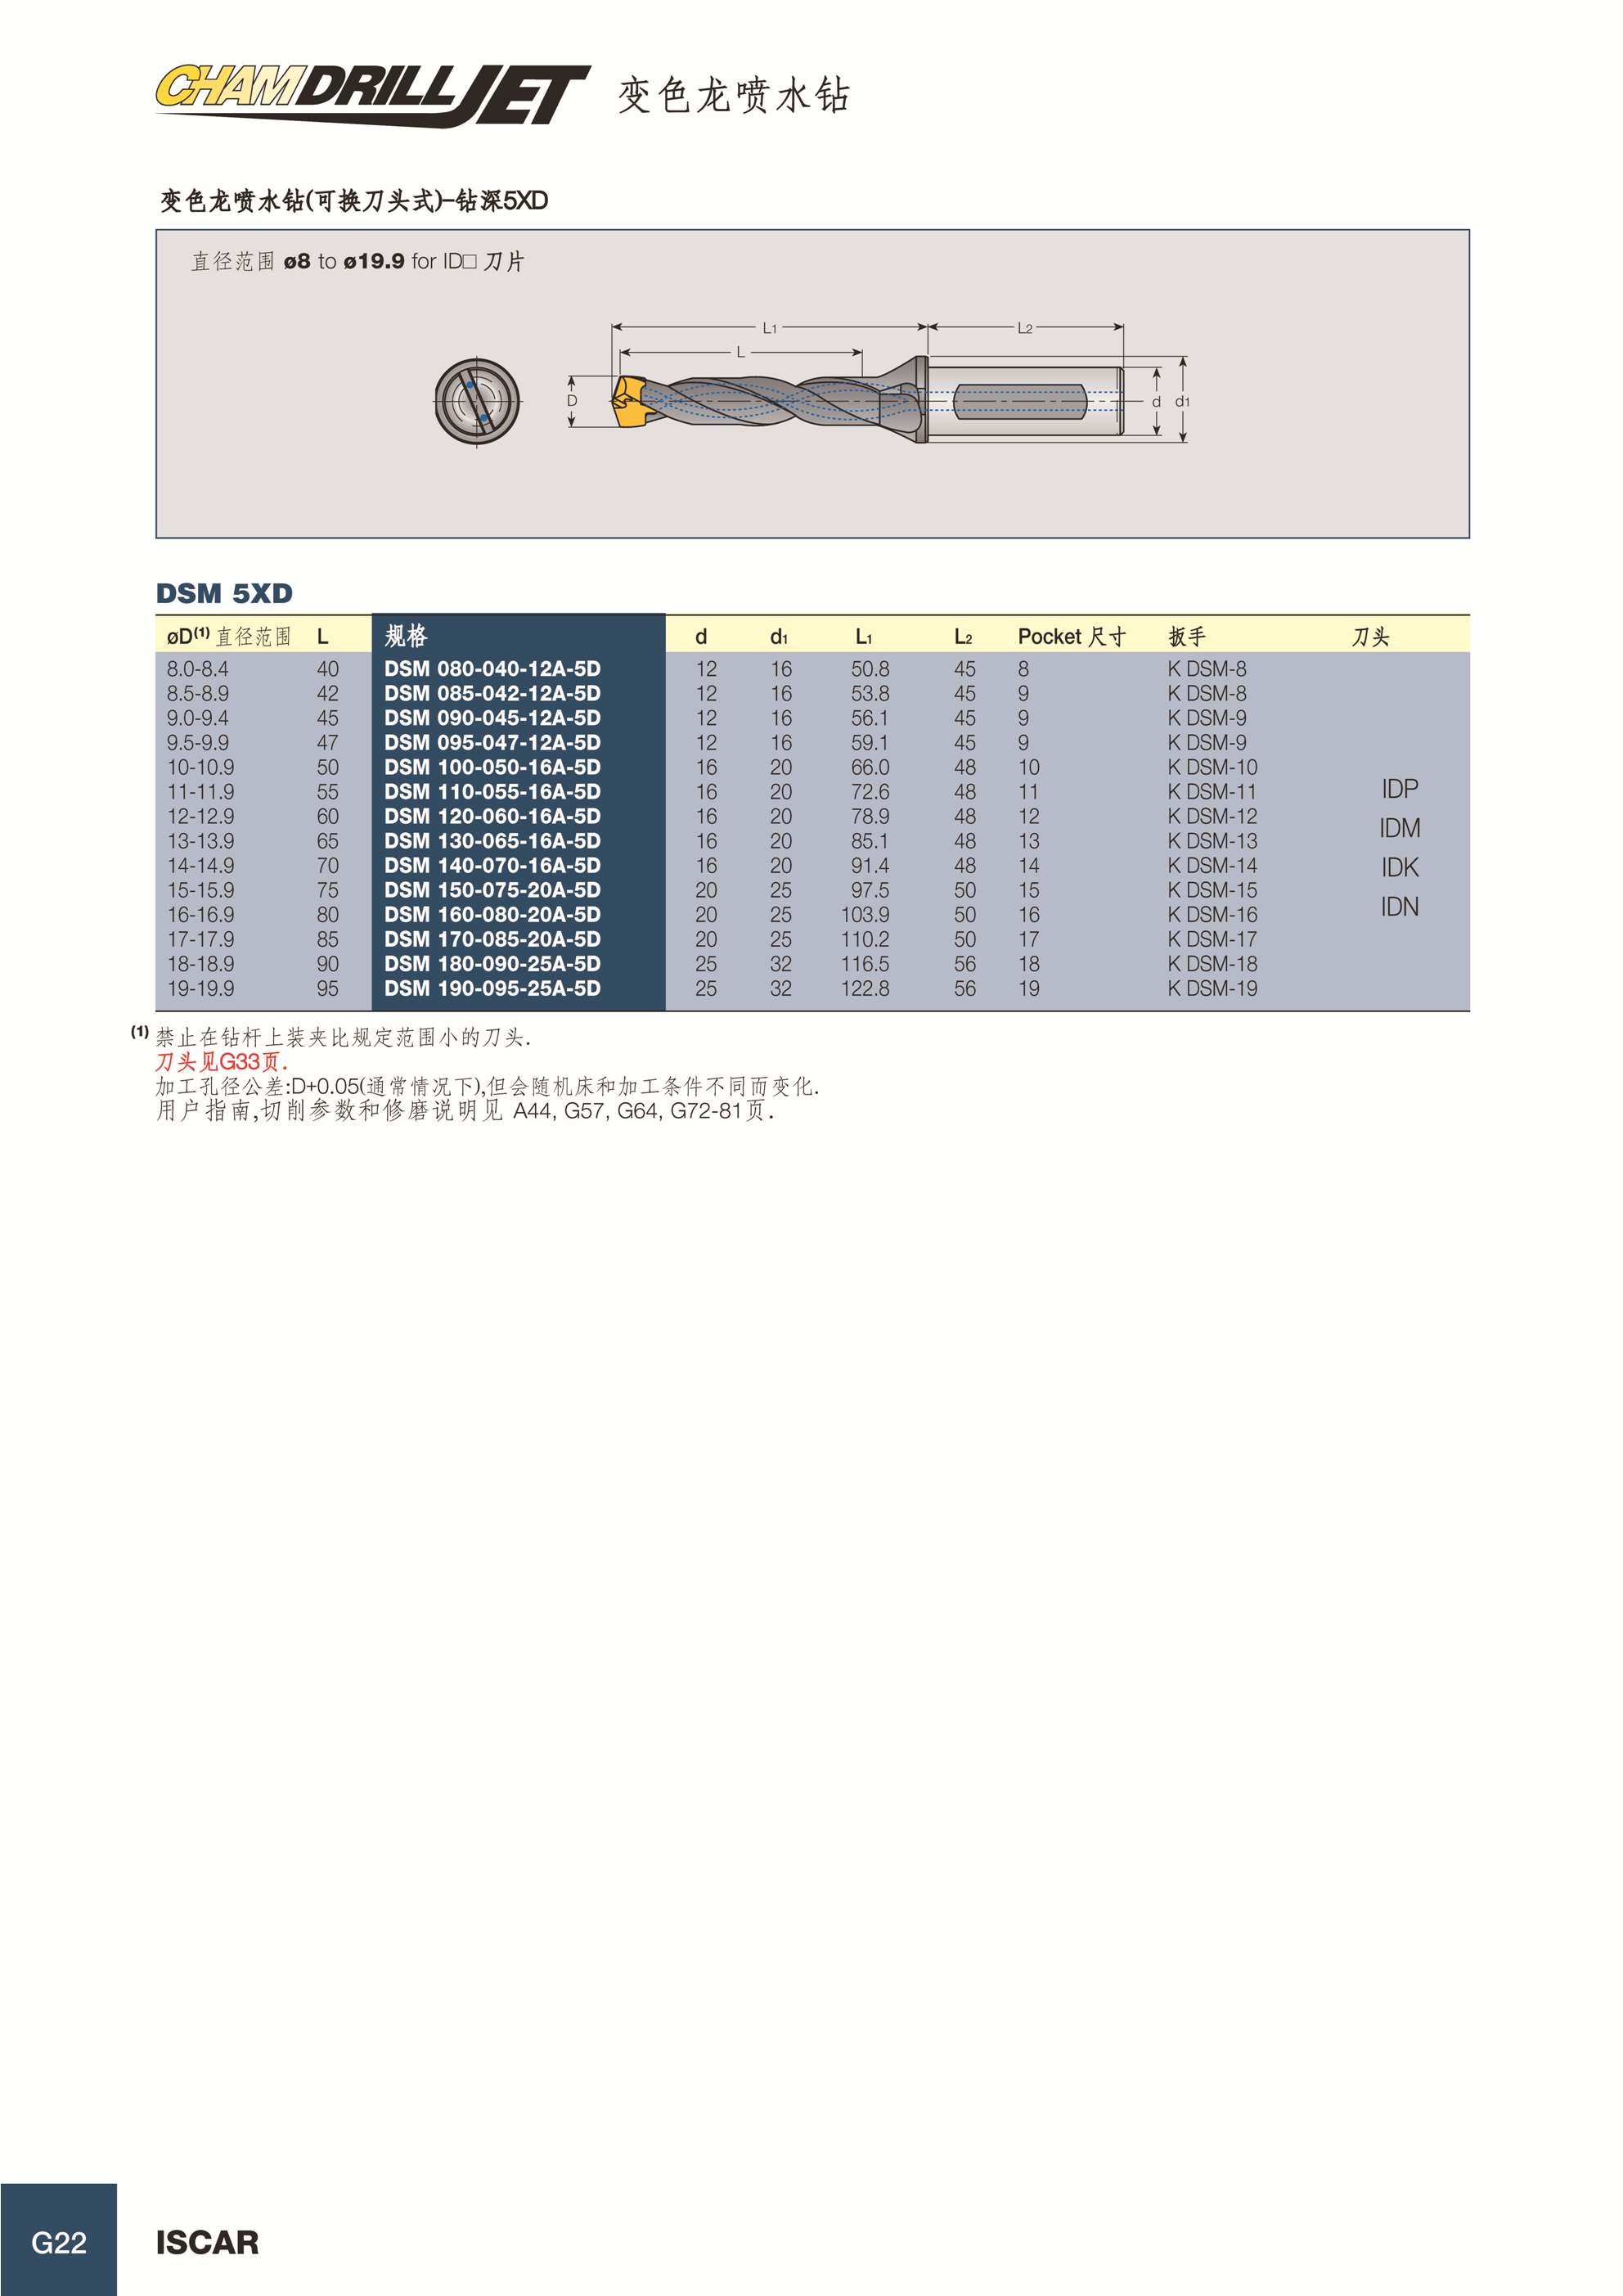 CHAMDRILLJET 变色龙喷水钻
变色龙喷水钻(可换刀头式)–钻深5XD
直径范围 ø8 to ø19.9 for ID□ 刀片
L1 L2
L
D d d1
DSM 5XD
øD(1) 直径范围 L 规格 d d1 L1 L2 Pocket 尺寸 扳手 刀头
8.0-8.4 40 DSM 080-040-12A-5D 12 16 50.8 45 8 K DSM-8
8.5-8.9 42 DSM 085-042-12A-5D 12 16 53.8 45 9 K DSM-8
9.0-9.4 45 DSM 090-045-12A-5D 12 16 56.1 45 9 K DSM-9
9.5-9.9 47 DSM 095-047-12A-5D 12 16 59.1 45 9 K DSM-9
10-10.9 50 DSM 100-050-16A-5D 16 20 66.0 48 10 K DSM-10
11-11.9 55 DSM 110-055-16A-5D 16 20 72.6 48 11 K DSM-11 IDP
12-12.9 60 DSM 120-060-16A-5D 16 20 78.9 48 12 K DSM-12 IDM
13-13.9 65 DSM 130-065-16A-5D 16 20 85.1 48 13 K DSM-13
14-14.9 70 DSM 140-070-16A-5D 16 20 91.4 48 14 K DSM-14 IDK
15-15.9 75 DSM 150-075-20A-5D 20 25 97.5 50 15 K DSM-15
16-16.9 80 DSM 160-080-20A-5D 20 25 103.9 50 16 K DSM-16 IDN
17-17.9 85 DSM 170-085-20A-5D 20 25 110.2 50 17 K DSM-17
18-18.9 90 DSM 180-090-25A-5D 25 32 116.5 56 18 K DSM-18
19-19.9 95 DSM 190-095-25A-5D 25 32 122.8 56 19 K DSM-19
(1) 禁止在钻杆上装夹比规定范围小的刀头.
刀头见G33页.
加工孔径公差:D+0.05(通常情况下),但会随机床和加工条件不同而变化.
用户指南,切削参数和修磨说明见 A44, G57, G64, G72-81页.
G22 ISCAR